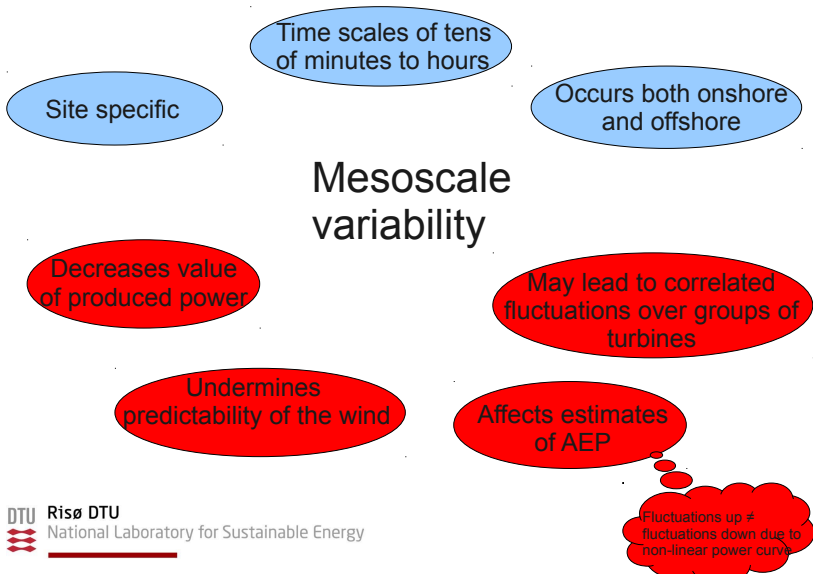 Time scales of tens
of minutes to hours
Site specific
Occurs both onshore
and offshore
Mesoscale
variability
Decreases value
of produced power
May lead to correlated
fluctuations over groups of
turbines
Undermines
predictability of the wind
Affects estimates
of AEP
Fluctuations up ≠
fluctuations down due to
non-linear power curve
DTU
Risø DTU
National Laboratory for Sustainable Energy